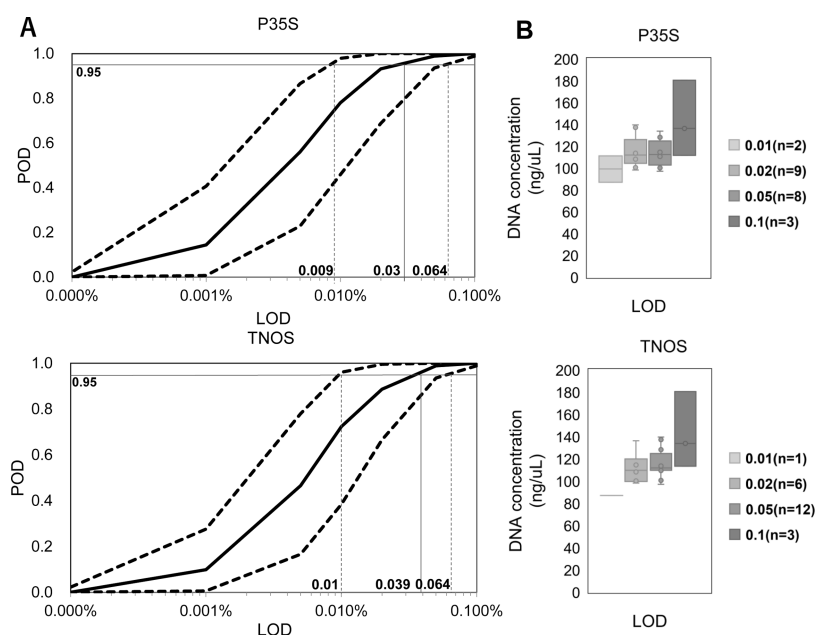 A
P35S
1.0
0.95
0.8
0.6
0.4
0.2
0.0
POD
0.009
0.03
0.064
0.000%
0.001%
0.010%
0.100%
LOD
TNOS
1.0
0.95
0.8
0.6
0.4
0.2
0.0
POD
0.01
0.039
0.064
0.000%
0.001%
0.010%
0.100%
LOD
B
P35S
200
180
160
140
120
100
80
60
40
20
0
DNA concentration
(ng/uL)
LOD
0.01(n=2)
0.02(n=9)
0.05(n=8)
0.1(n=3)
TNOS
200
180
160
140
120
100
80
60
40
20
0
DNA concentration
(ng/uL)
LOD
0.01(n=1)
0.02(n=6)
0.05(n=12)
0.1(n=3)